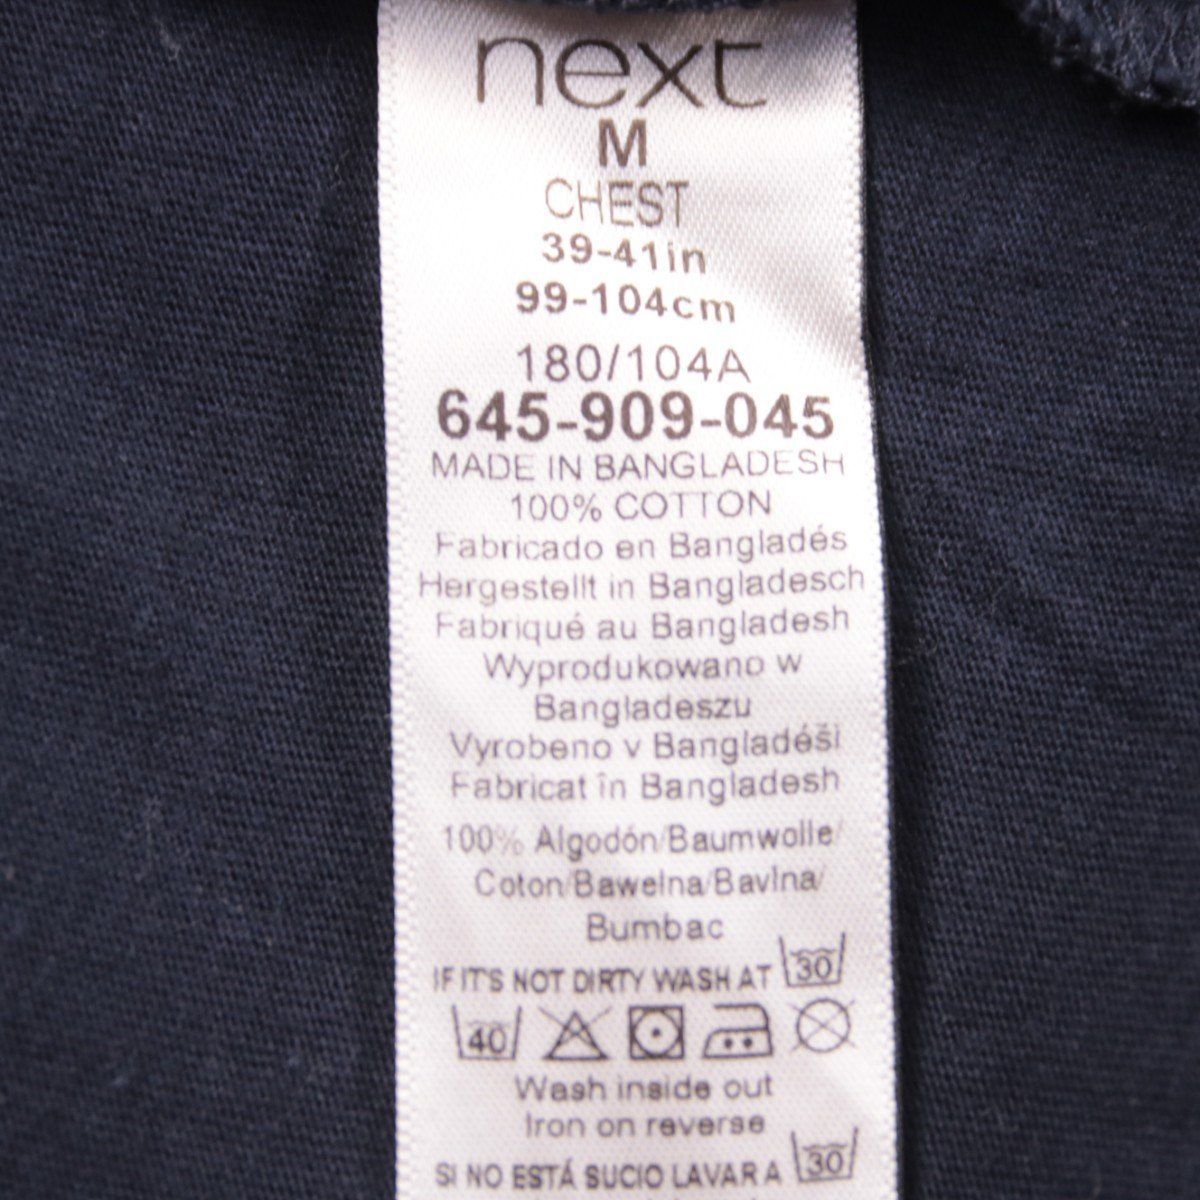 next
M
CHEST
39-41in
99-104cm
180/104A
645-909-045
MADE IN BANGLADESH
100% COTTON
Fabricado en Bangladés
Hergestellt in Bangladesch
Fabriqué au Bangladesh
Wyprodukowano w
Bangladeszu
Vyrobeno v Bangladéši
Fabricat în Bangladesh
100% Algodón/Baumwolle/
Coton/Bawełna/Bavlna/
Bumbac
IF IT'S NOT DIRTY WASH AT 30
40
Wash inside out
Iron on reverse
SI NO ESTÁ SUCIO LAVAR A 30